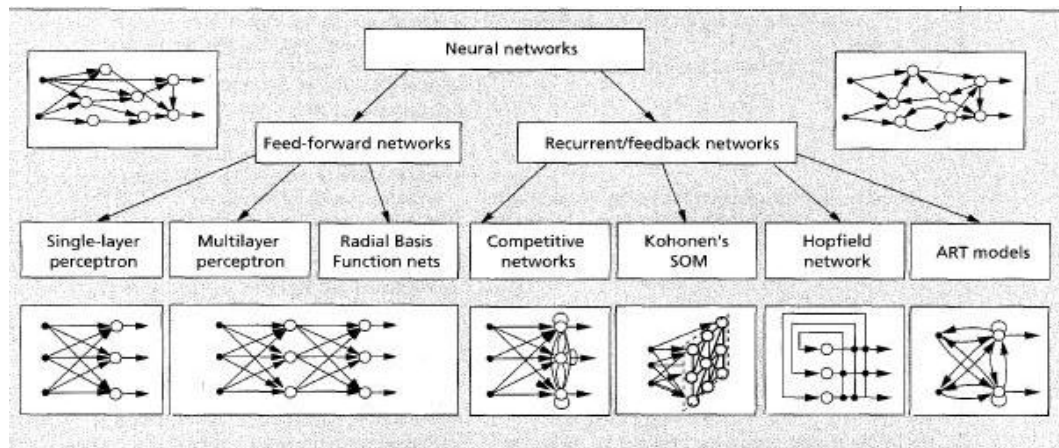 Neural networks
Feed-forward networks
Recurrent/feedback networks
Single-layer
perceptron
Multilayer
perceptron
Radial Basis
Function nets
Competitive
networks
Kohonen's
SOM
Hopfield
network
ART models